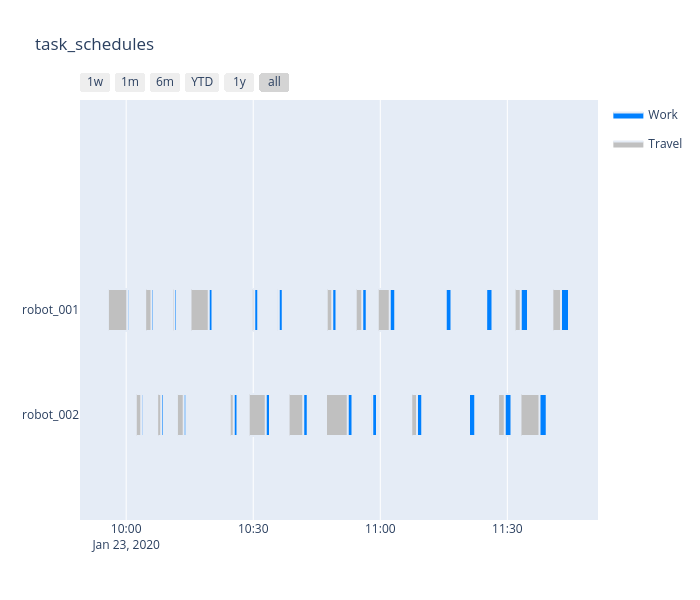 task_schedules
1w 1m 6m YTD 1y all
Work
Travel
robot_001
robot_002
10:00 10:30 11:00 11:30
Jan 23, 2020